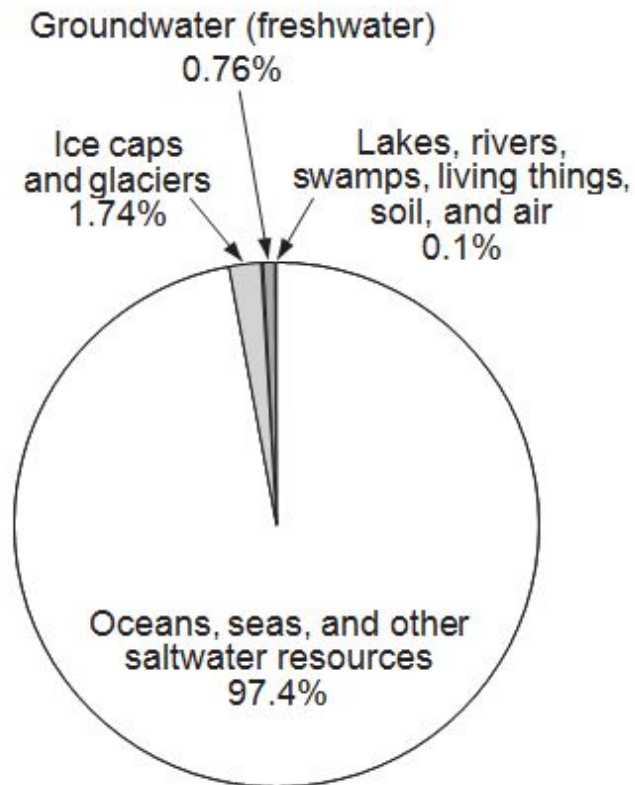 Groundwater (freshwater)
0.76%
Ice caps
and glaciers
1.74%
Lakes, rivers,
swamps, living things,
soil, and air
0.1%
Oceans, seas, and other
saltwater resources
97.4%